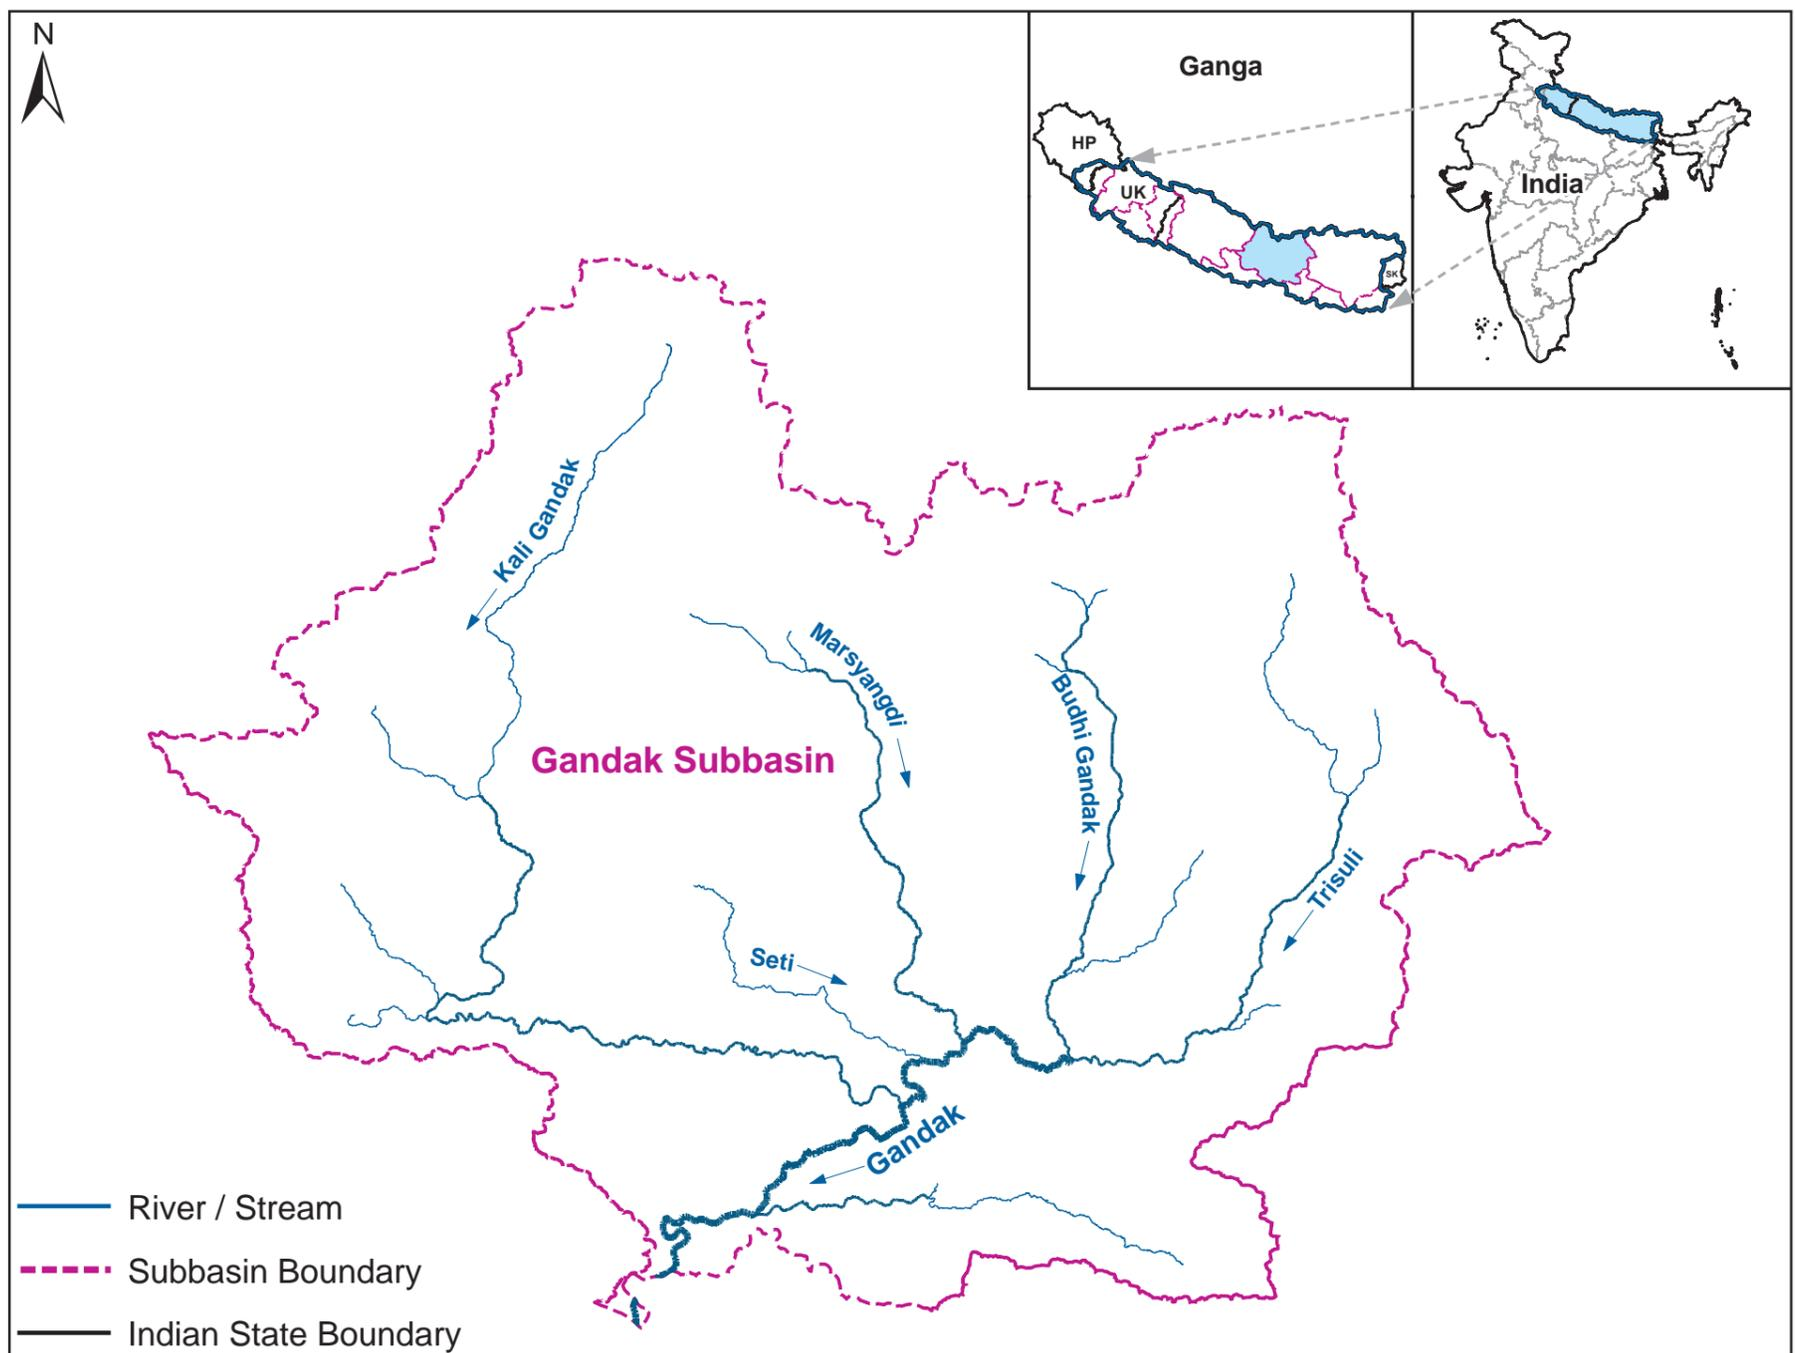 N
Ganga
HP
UK
SK
India
Kali Gandak
Marsyangdi
Budhi Gandak
Gandak Subbasin
Trisuli
Seti
Gandak
River / Stream
Subbasin Boundary
Indian State Boundary